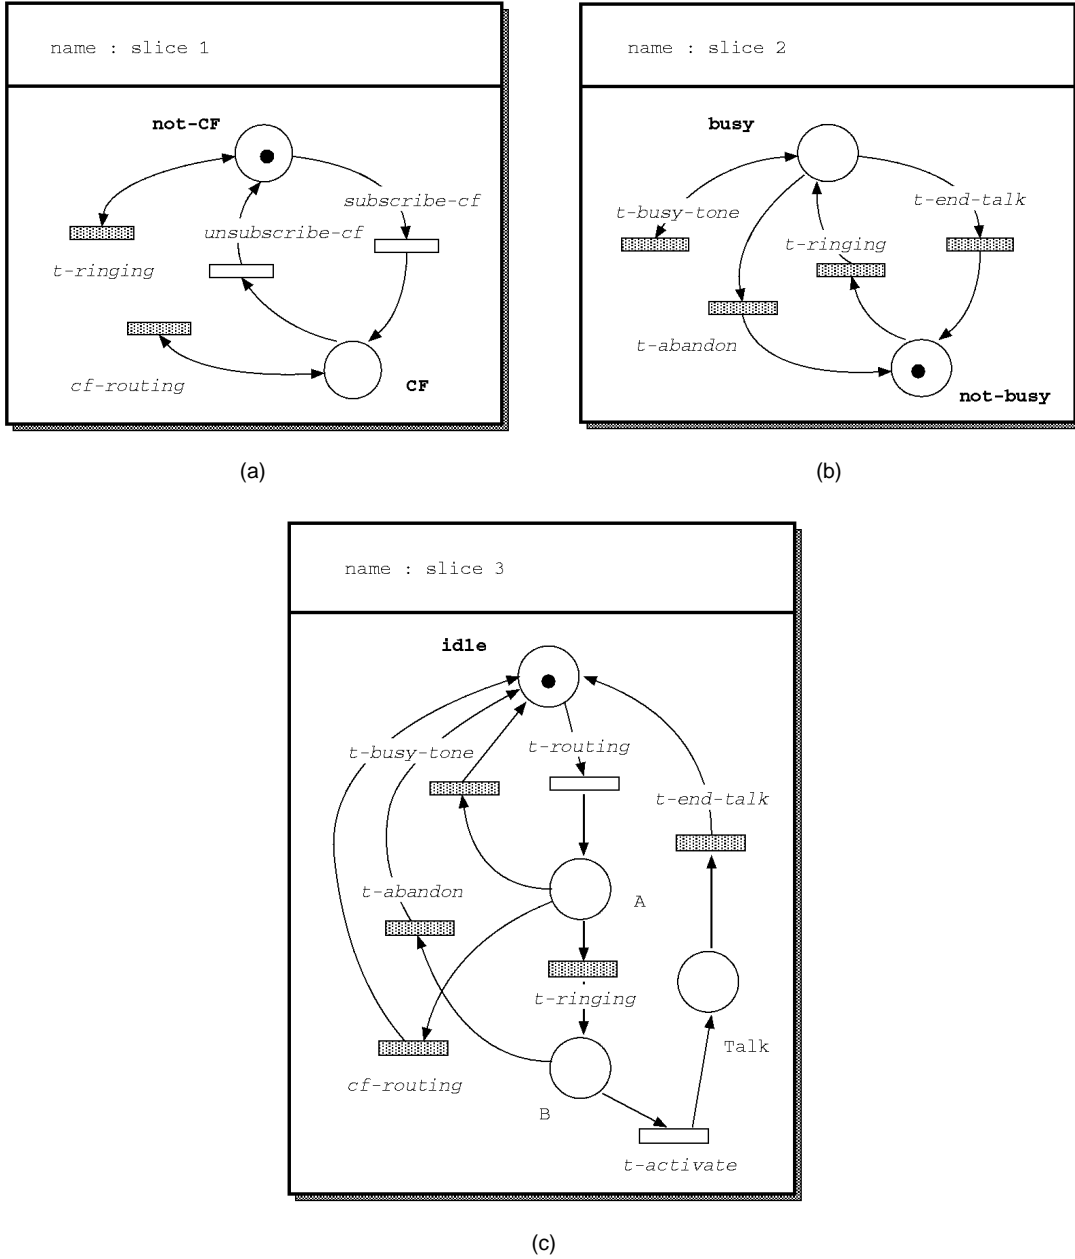 name : slice 1
not-CF
subscribe-cf
unsubscribe-cf
t-ringing
cf-routing
CF
(a)
name : slice 2
busy
t-busy-tone
t-end-talk
t-ringing
t-abandon
not-busy
(b)
name : slice 3
idle
t-busy-tone
t-routing
t-end-talk
t-abandon
A
t-ringing
Talk
cf-routing
B
t-activate
(c)